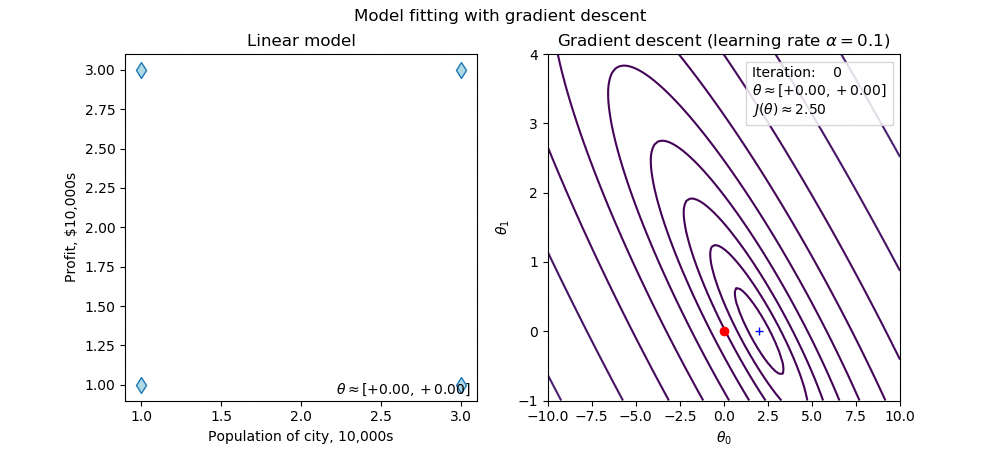 Model fitting with gradient descent
Linear model
Profit, $10,000s
3.00
2.75
2.50
2.25
2.00
1.75
1.50
1.25
1.00
θ ≈ [+0.00, +0.00]
1.0 1.5 2.0 2.5 3.0
Population of city, 10,000s
Gradient descent (learning rate α = 0.1)
θ₁
4
3
2
1
0
−1
Iteration: 0
θ ≈ [+0.00, +0.00]
J(θ) ≈ 2.50
−10.0 −7.5 −5.0 −2.5 0.0 2.5 5.0 7.5 10.0
θ₀